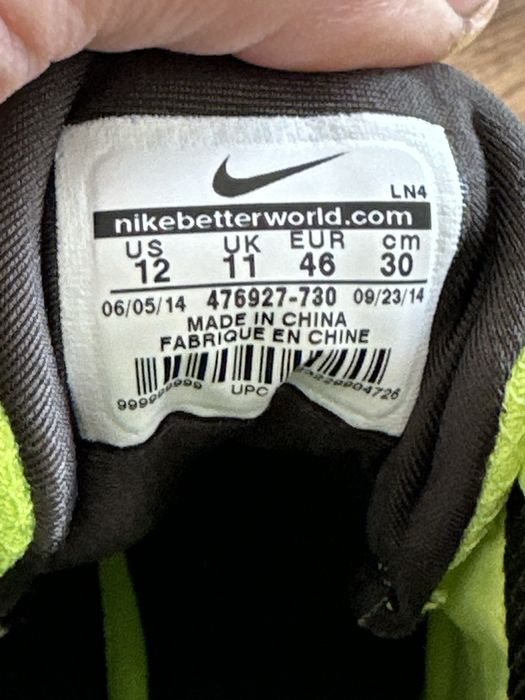 LN4
nikebetterworld.com
US UK EUR cm
12 11 46 30
06/05/14 476927-730 09/23/14
MADE IN CHINA
FABRIQUE EN CHINE
UPC